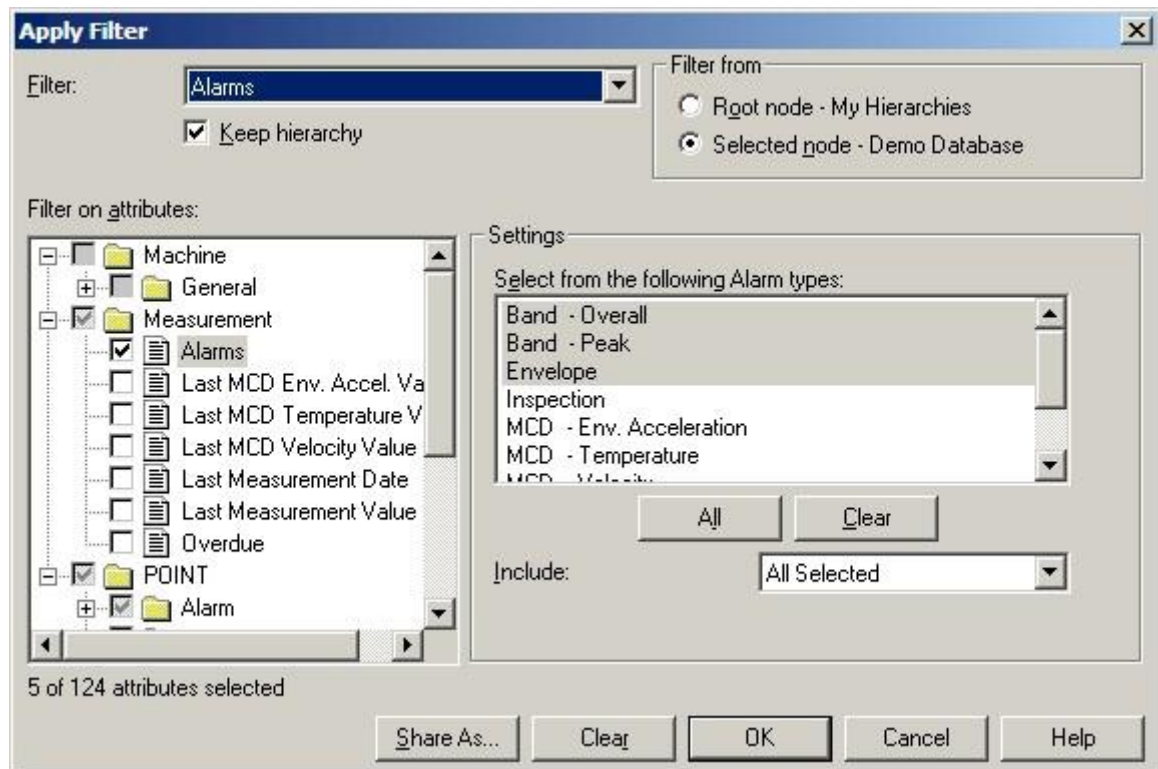 Apply Filter
Filter:
Alarms
Keep hierarchy
Filter from
Root node - My Hierarchies
Selected node - Demo Database
Filter on attributes:
Machine
General
Measurement
Alarms
Last MCD Env. Accel. Va
Last MCD Temperature V
Last MCD Velocity Value
Last Measurement Date
Last Measurement Value
Overdue
POINT
Alarm
Settings
Select from the following Alarm types:
Band - Overall
Band - Peak
Envelope
Inspection
MCD - Env. Acceleration
MCD - Temperature
MCD - Velocity
All
Clear
Include:
All Selected
5 of 124 attributes selected
Share As...
Clear
OK
Cancel
Help